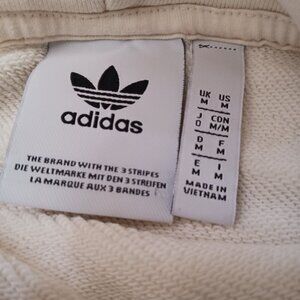 adidas
THE BRAND WITH THE 3 STRIPES
DIE WELTMARKE MIT DEN 3 STREIFEN
LA MARQUE AUX 3 BANDES
UK US
M M
J CDN
O M/M
D F
M M
E I
M M
MADE IN
VIETNAM